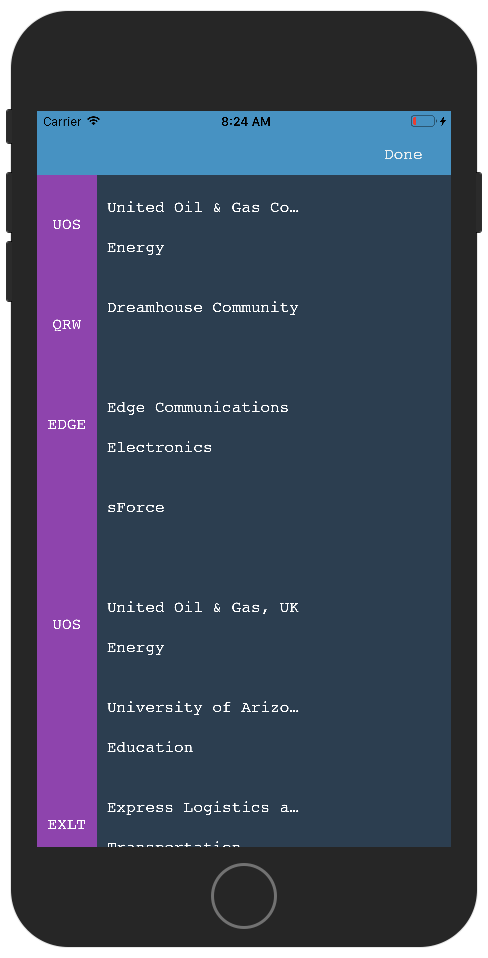 Carrier 8:24 AM
Done
United Oil & Gas Co…
UOS
Energy
Dreamhouse Community
QRW
Edge Communications
EDGE
Electronics
sForce
United Oil & Gas, UK
UOS
Energy
University of Arizo…
Education
Express Logistics a…
EXLT
Transportation